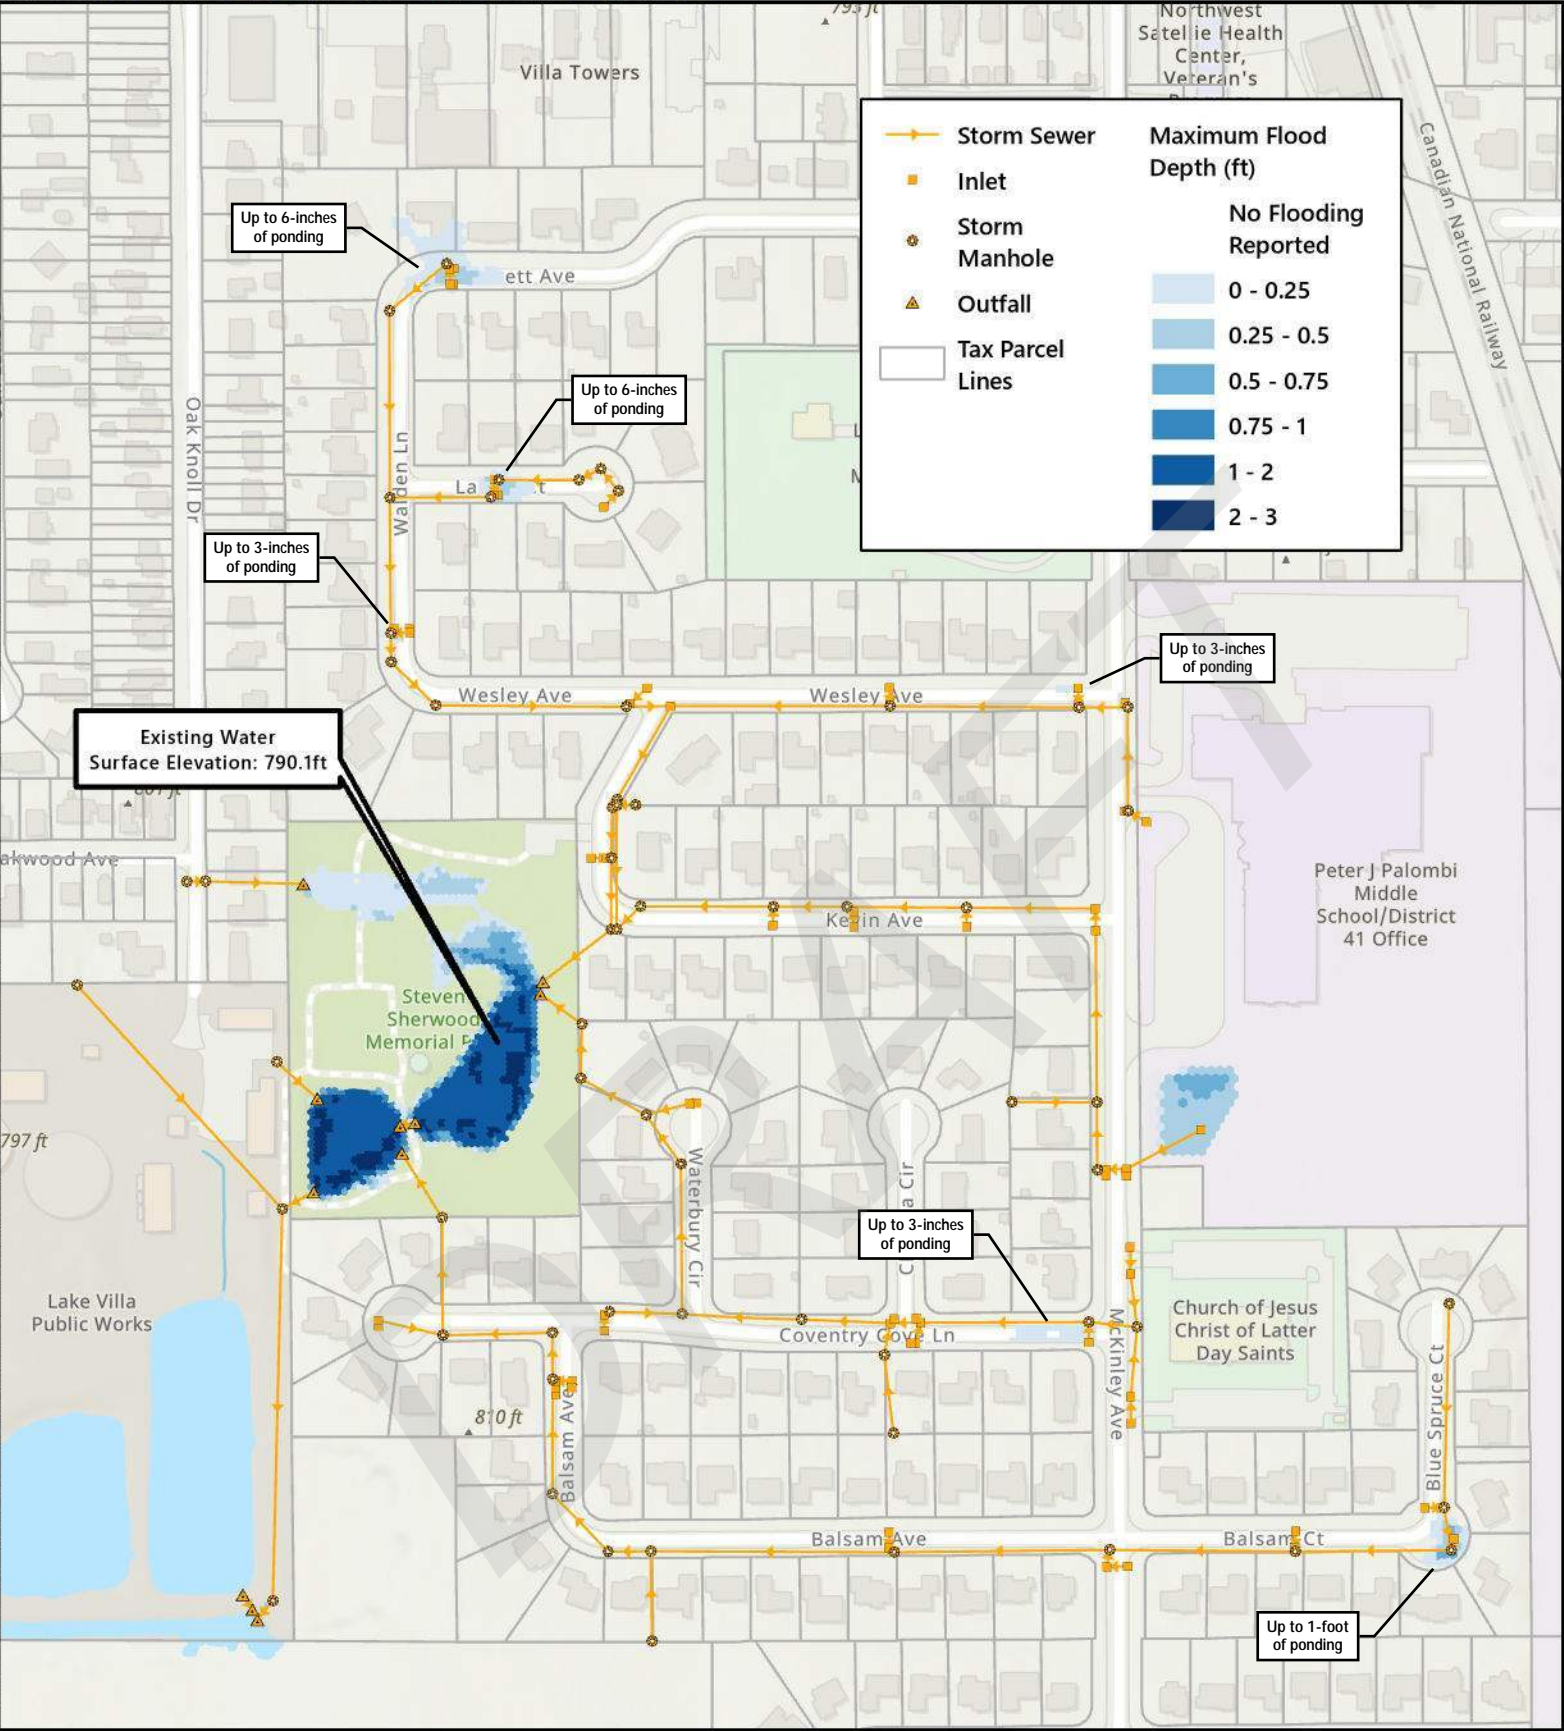 793 ft
Northwest
Satellite Health
Center,
Veteran's
Villa Towers
Storm Sewer
Inlet
Storm
Manhole
Outfall
Tax Parcel
Lines
Maximum Flood
Depth (ft)
No Flooding
Reported
0 - 0.25
0.25 - 0.5
0.5 - 0.75
0.75 - 1
1 - 2
2 - 3
Canadian National Railway
Up to 6-inches
of ponding
ett Ave
Up to 6-inches
of ponding
Oak Knoll Dr
Walden Ln
La
t
L
M
Up to 3-inches
of ponding
Up to 3-inches
of ponding
Wesley Ave
Wesley Ave
Existing Water
Surface Elevation: 790.1ft
akwood Ave
Kevin Ave
Peter J Palombi
Middle
School/District
41 Office
Steven
Sherwood
Memorial P
797 ft
Waterbury Cir
a Cir
Up to 3-inches
of ponding
Lake Villa
Public Works
Coventry Cove Ln
McKinley Ave
Church of Jesus
Christ of Latter
Day Saints
Blue Spruce Ct
810 ft
Balsam Ave
Balsam Ave
Balsam Ct
Up to 1-foot
of ponding
DRAFT